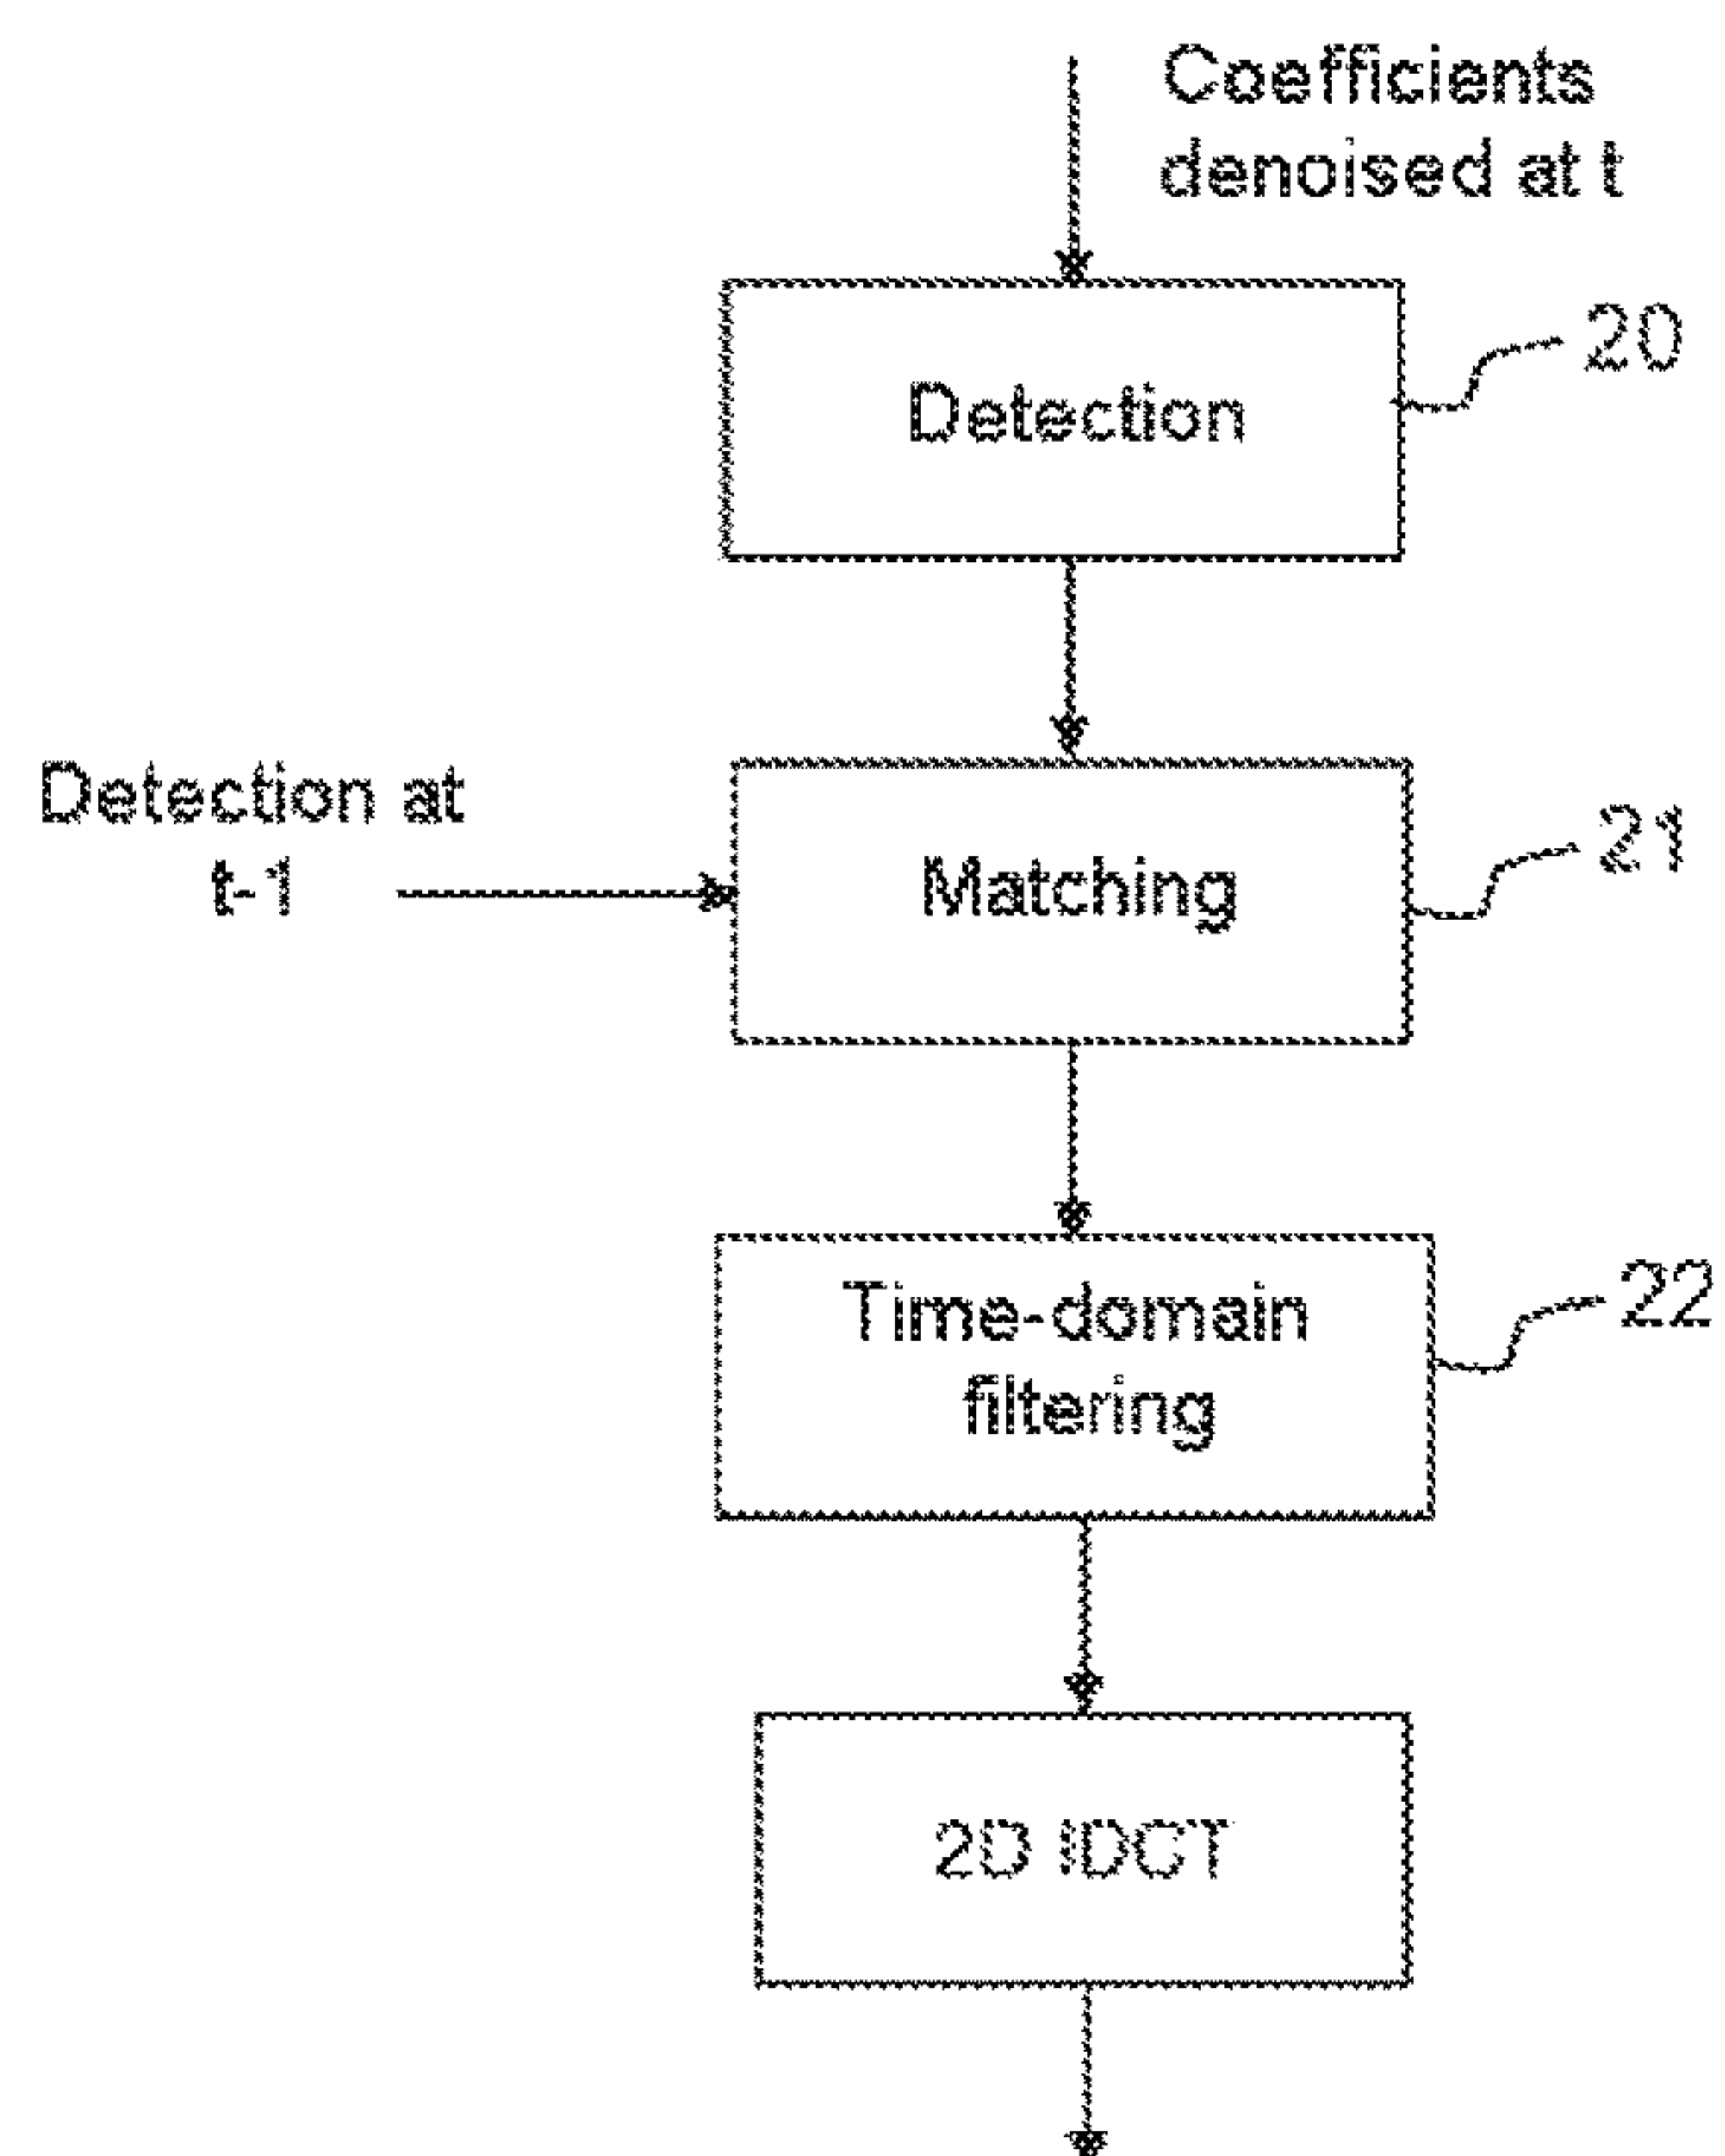 Coefficients
denoised at t
Detection
20
Detection at
t-1
Matching
21
Time-domain
filtering
22
2D IDCT